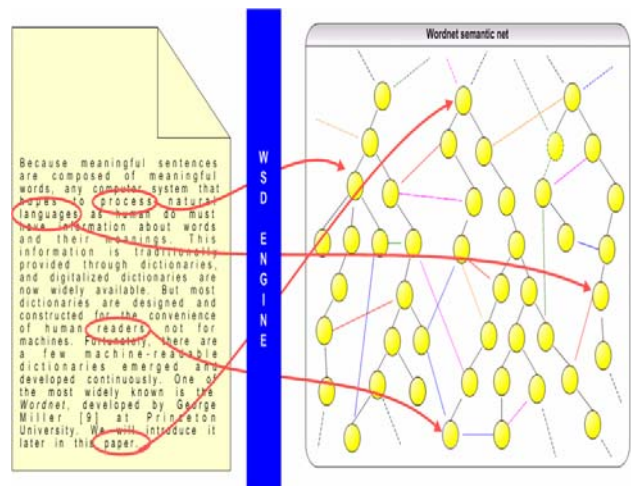 Wordnet semantic net
Because meaningful sentences
are composed of meaningful
words, any computer system that
hopes to process natural
languages as human do must
have information about words
and their meanings. This
information is traditionally
provided through dictionaries,
and digitalized dictionaries are
now widely available. But most
dictionaries are designed and
constructed for the convenience
of human readers not for
machines. Fortunately, there are
a few machine-readable
dictionaries emerged and
developed continuously. One of
the most widely known is the
Wordnet, developed by George
Miller [9] at Princeton
University. We will introduce it
later in this paper.
WSD ENGINE